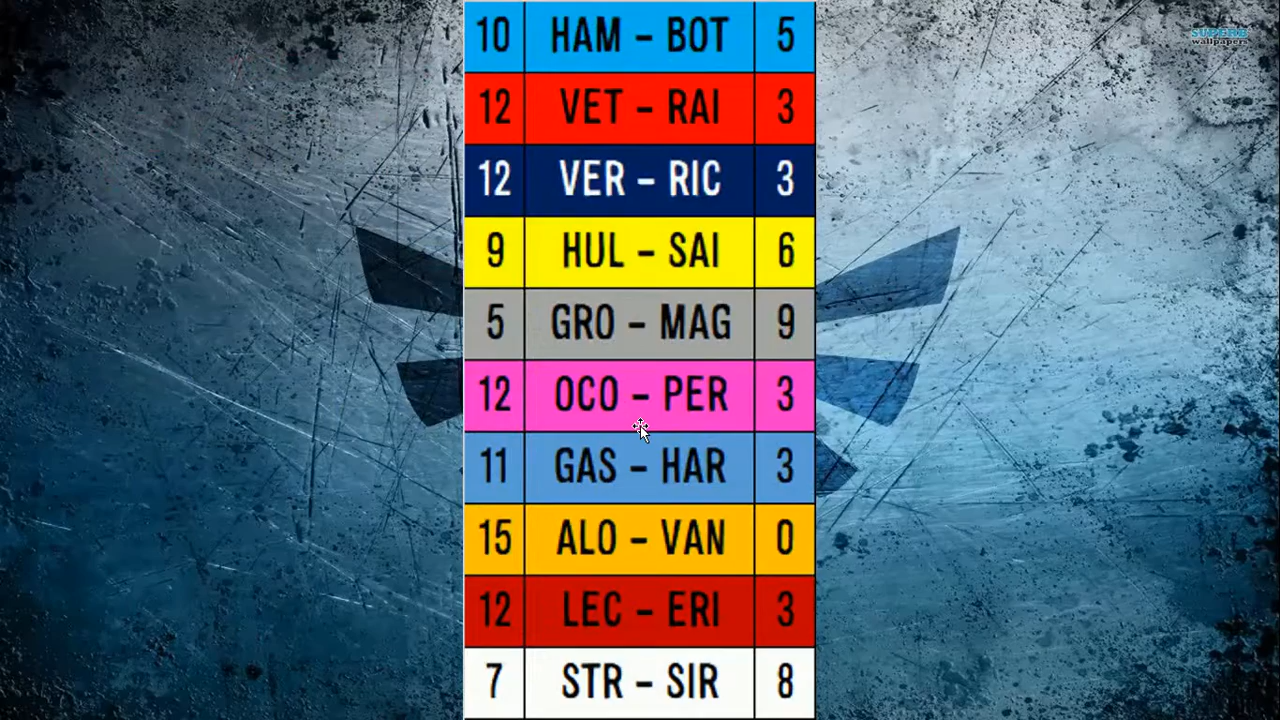 SUPERB
wallpapers
10 HAM – BOT 5
12 VET – RAI 3
12 VER – RIC 3
9 HUL – SAI 6
5 GRO – MAG 9
12 OCO – PER 3
11 GAS – HAR 3
15 ALO – VAN 0
12 LEC – ERI 3
7 STR – SIR 8